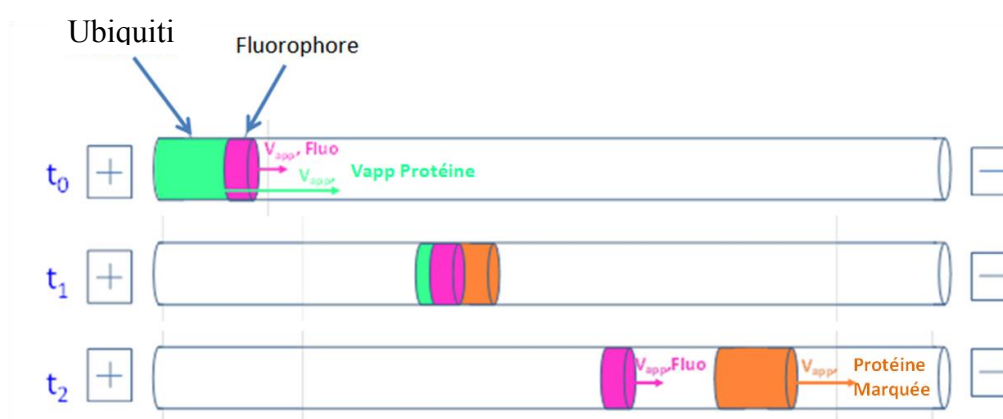 Ubiquiti
Fluorophore
t0
+
Vapp, Fluo
Vapp, Vapp Protéine
−
t1
+
−
t2
+
Vapp,Fluo
Vapp, Protéine
Marquée
−